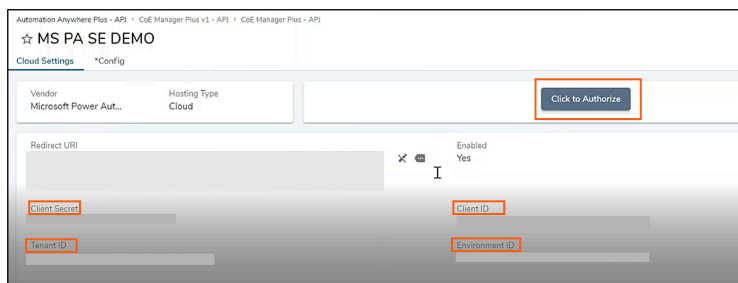 Automation Anywhere Plus - APJ › CoE Manager Plus v1 - APJ › CoE Manager Plus - APJ
☆ MS PA SE DEMO
Cloud Settings *Config
Vendor Hosting Type
Microsoft Power Aut... Cloud
Click to Authorize
Redirect URI Enabled
Yes
Client Secret Client ID
Tenant ID Environment ID